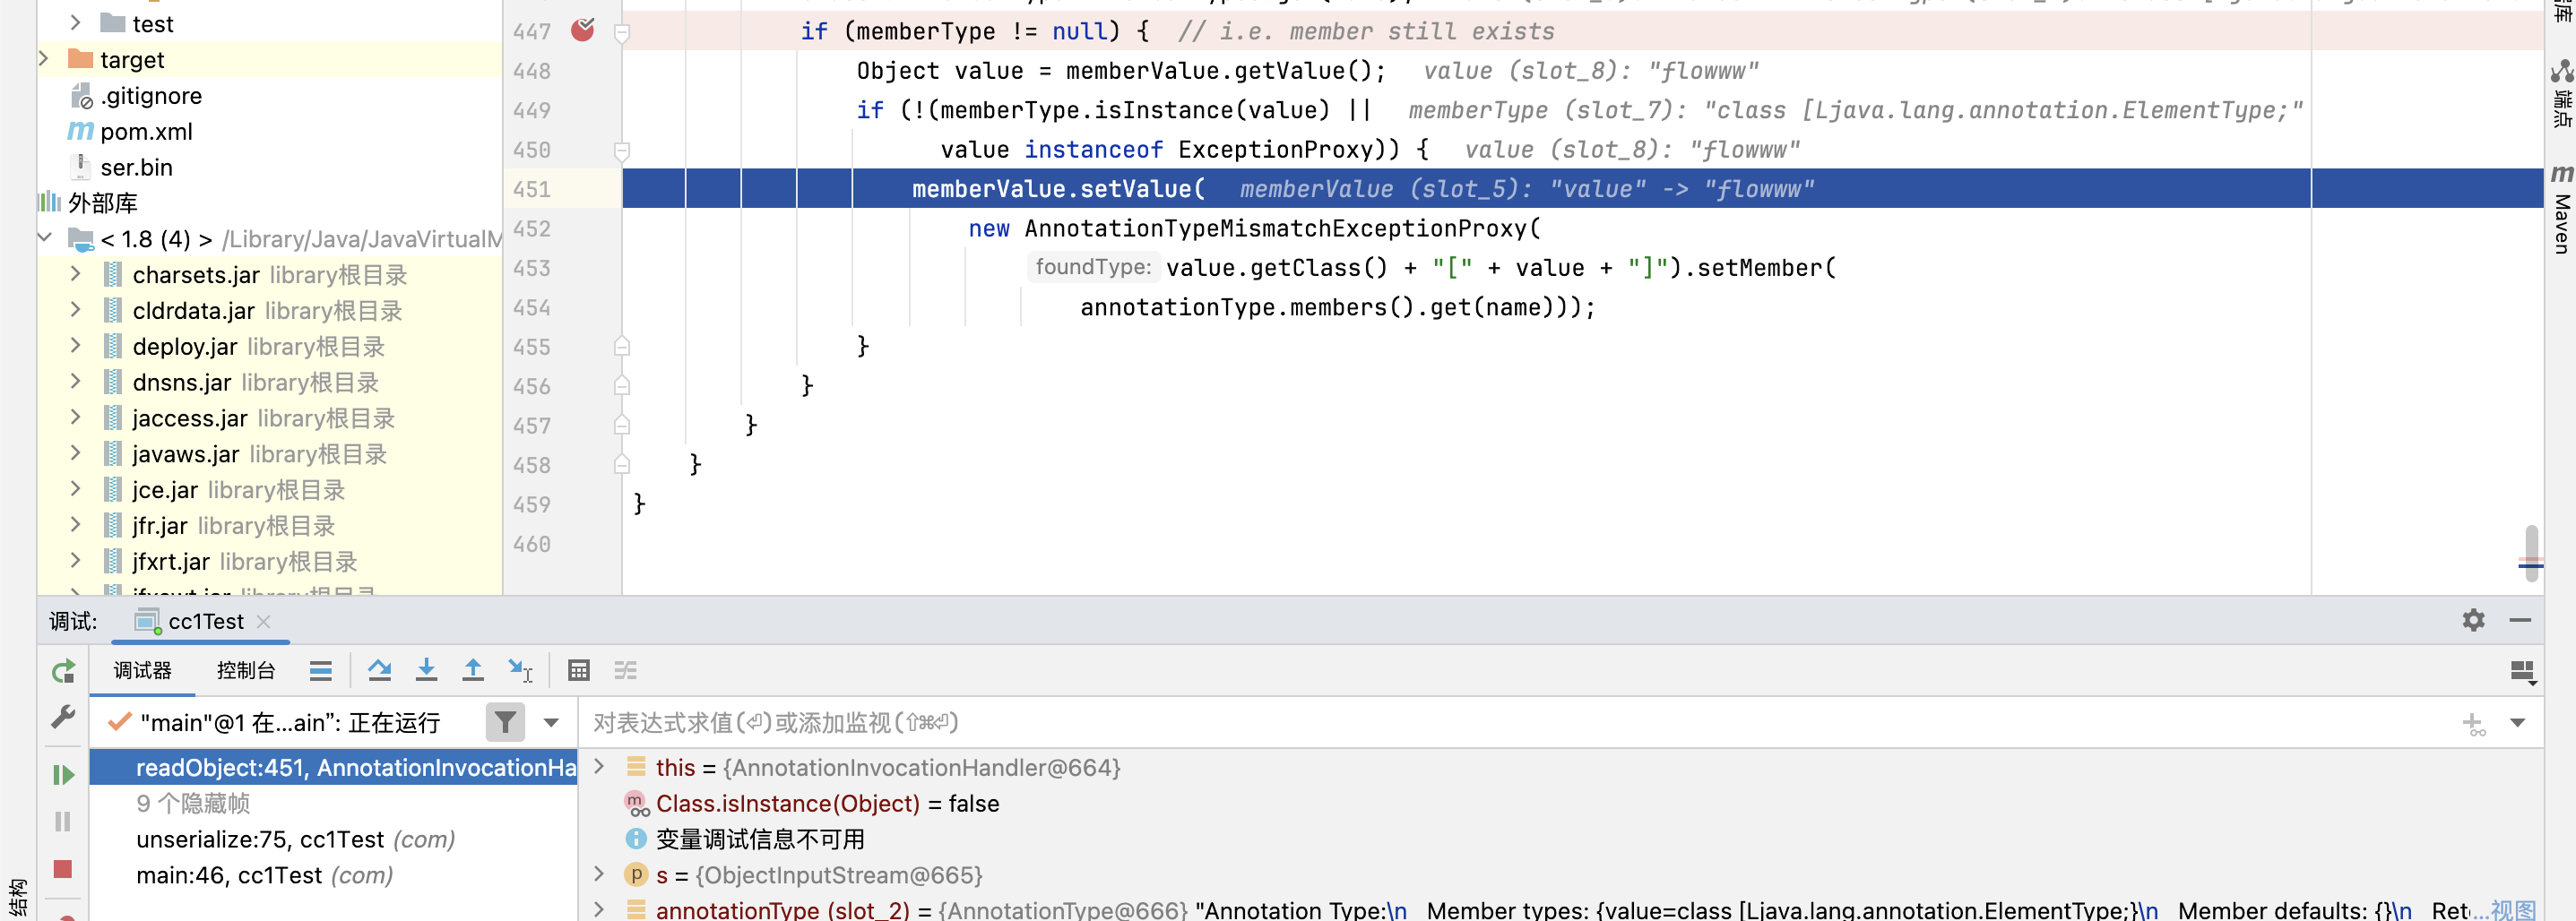 test
target
.gitignore
pom.xml
ser.bin
外部库
< 1.8 (4) > /Library/Java/JavaVirtualM
charsets.jar library根目录
cldrdata.jar library根目录
deploy.jar library根目录
dnsns.jar library根目录
jaccess.jar library根目录
javaws.jar library根目录
jce.jar library根目录
jfr.jar library根目录
jfxrt.jar library根目录
447 if (memberType != null) { // i.e. member still exists
448 Object value = memberValue.getValue(); value (slot_8): "flowww"
449 if (!(memberType.isInstance(value) || memberType (slot_7): "class [Ljava.lang.annotation.ElementType;"
450 value instanceof ExceptionProxy)) { value (slot_8): "flowww"
451 memberValue.setValue( memberValue (slot_5): "value" -> "flowww"
452 new AnnotationTypeMismatchExceptionProxy(
453 foundType: value.getClass() + "[" + value + "]").setMember(
454 annotationType.members().get(name)));
455 }
456 }
457 }
458 }
459 }
460
端点
Maven
调试: cc1Test
调试器 控制台
"main"@1 在...ain”: 正在运行
readObject:451, AnnotationInvocationHa
9 个隐藏帧
unserialize:75, cc1Test (com)
main:46, cc1Test (com)
对表达式求值(⏎)或添加监视(⇧⌘⏎)
this = {AnnotationInvocationHandler@664}
Class.isInstance(Object) = false
变量调试信息不可用
s = {ObjectInputStream@665}
annotationType (slot_2) = {AnnotationType@666} "Annotation Type:\n Member types: {value=class [Ljava.lang.annotation.ElementType;}\n Member defaults: {}\n Ret...视图
结构